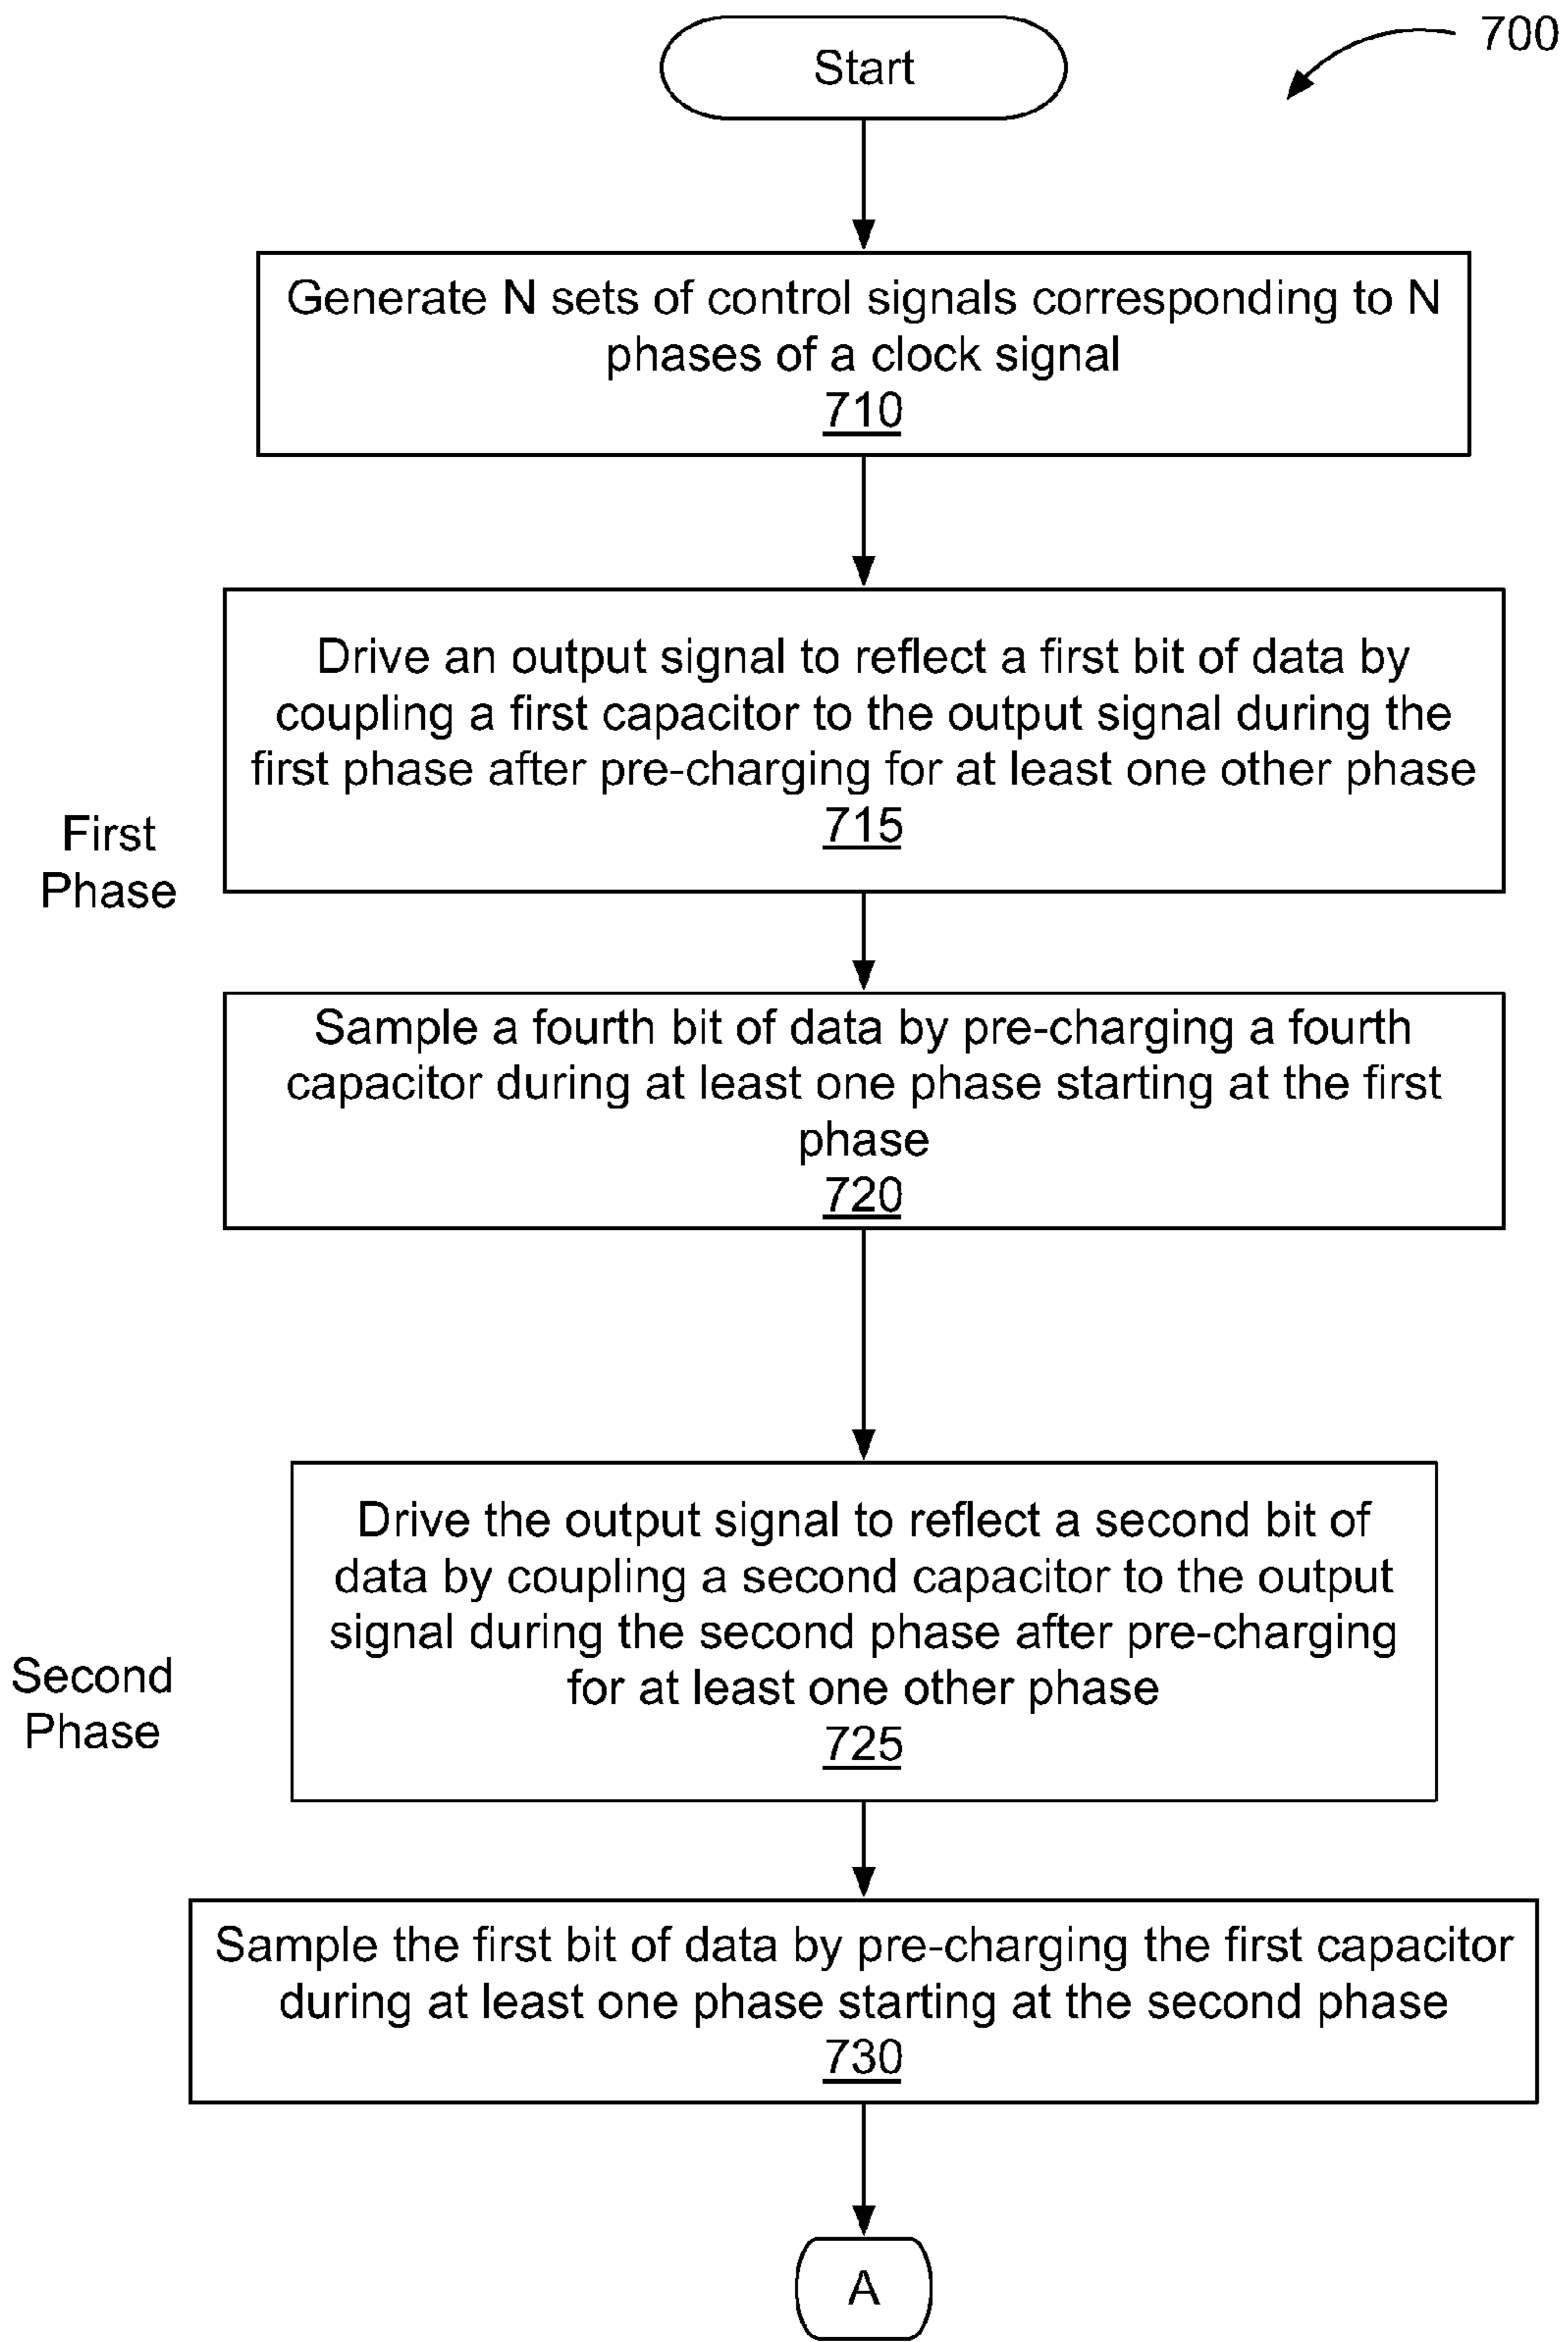 Start
700
Generate N sets of control signals corresponding to N
phases of a clock signal
710
Drive an output signal to reflect a first bit of data by
coupling a first capacitor to the output signal during the
first phase after pre-charging for at least one other phase
715
First
Phase
Sample a fourth bit of data by pre-charging a fourth
capacitor during at least one phase starting at the first
phase
720
Drive the output signal to reflect a second bit of
data by coupling a second capacitor to the output
signal during the second phase after pre-charging
for at least one other phase
725
Second
Phase
Sample the first bit of data by pre-charging the first capacitor
during at least one phase starting at the second phase
730
A